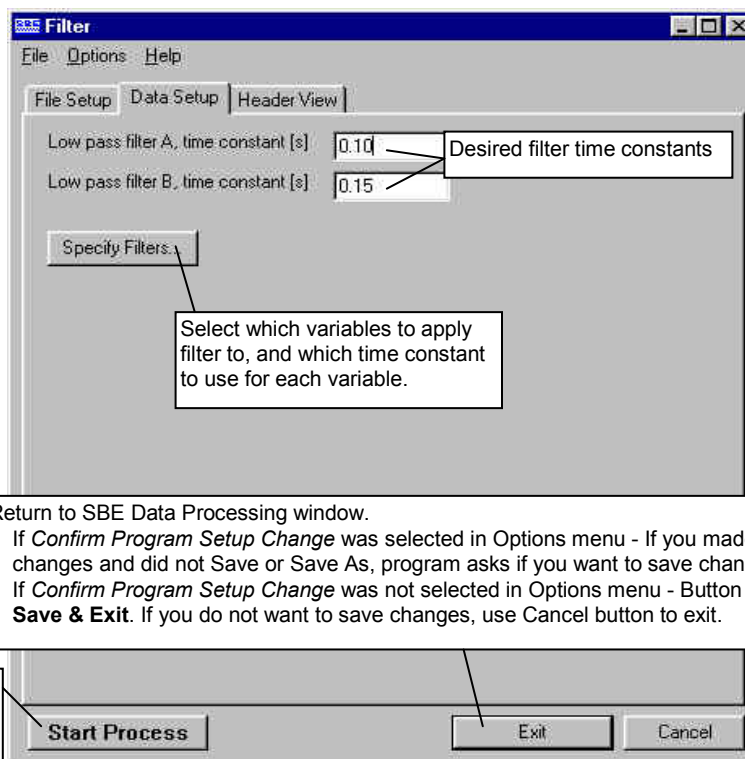 SBE Filter
File Options Help
File Setup Data Setup Header View
Low pass filter A, time constant [s] 0.10
Desired filter time constants
Low pass filter B, time constant [s] 0.15
Specify Filters...
Select which variables to apply
filter to, and which time constant
to use for each variable.
Return to SBE Data Processing window.
If Confirm Program Setup Change was selected in Options menu - If you mad
changes and did not Save or Save As, program asks if you want to save chan
If Confirm Program Setup Change was not selected in Options menu - Button
Save & Exit. If you do not want to save changes, use Cancel button to exit.
Start Process Exit Cancel